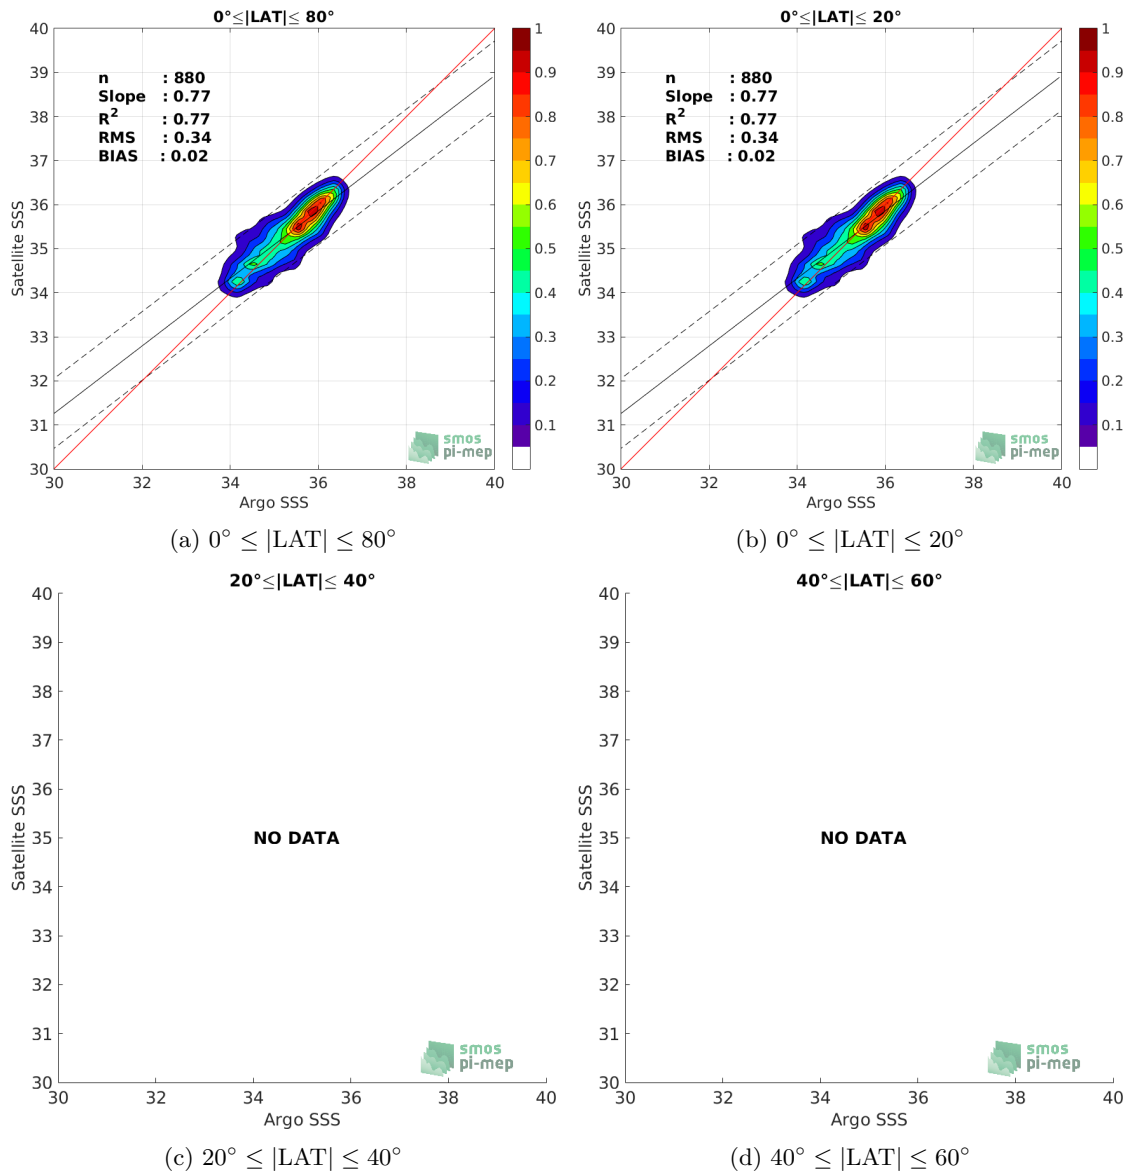 0°≤|LAT|≤ 80°
40
39
38
37
36
35
34
33
32
31
30
Satellite SSS
n : 880
Slope : 0.77
R² : 0.77
RMS : 0.34
BIAS : 0.02
smos
pi-mep
30 32 34 36 38 40
Argo SSS
1
0.9
0.8
0.7
0.6
0.5
0.4
0.3
0.2
0.1
(a) 0° ≤ |LAT| ≤ 80°
0°≤|LAT|≤ 20°
40
39
38
37
36
35
34
33
32
31
30
Satellite SSS
n : 880
Slope : 0.77
R² : 0.77
RMS : 0.34
BIAS : 0.02
smos
pi-mep
30 32 34 36 38 40
Argo SSS
1
0.9
0.8
0.7
0.6
0.5
0.4
0.3
0.2
0.1
(b) 0° ≤ |LAT| ≤ 20°
20°≤|LAT|≤ 40°
40
39
38
37
36
35
34
33
32
31
30
Satellite SSS
NO DATA
smos
pi-mep
30 32 34 36 38 40
Argo SSS
(c) 20° ≤ |LAT| ≤ 40°
40°≤|LAT|≤ 60°
40
39
38
37
36
35
34
33
32
31
30
Satellite SSS
NO DATA
smos
pi-mep
30 32 34 36 38 40
Argo SSS
(d) 40° ≤ |LAT| ≤ 60°